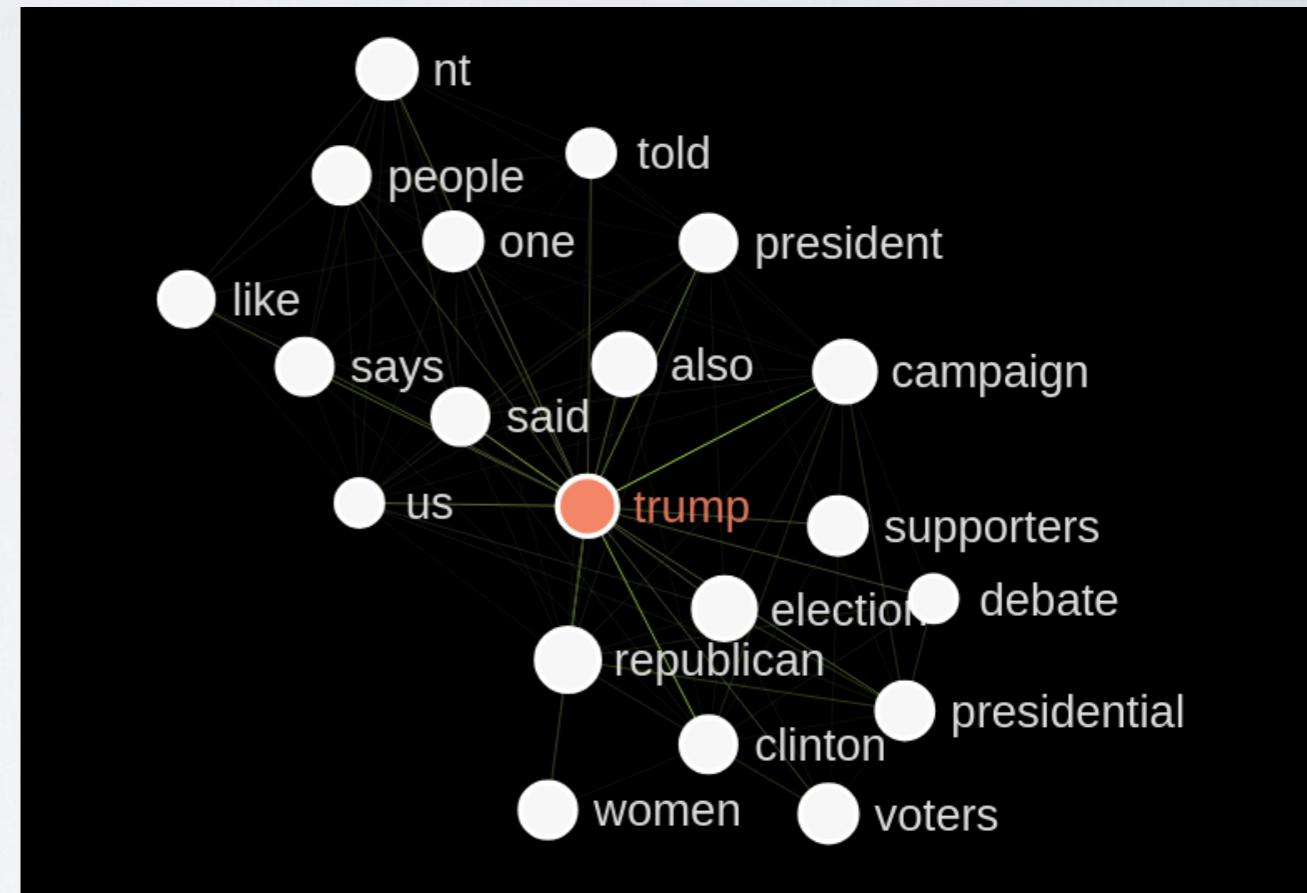 nt
told
people
one
president
like
says
also
campaign
said
us
trump
supporters
election
debate
republican
presidential
clinton
women
voters